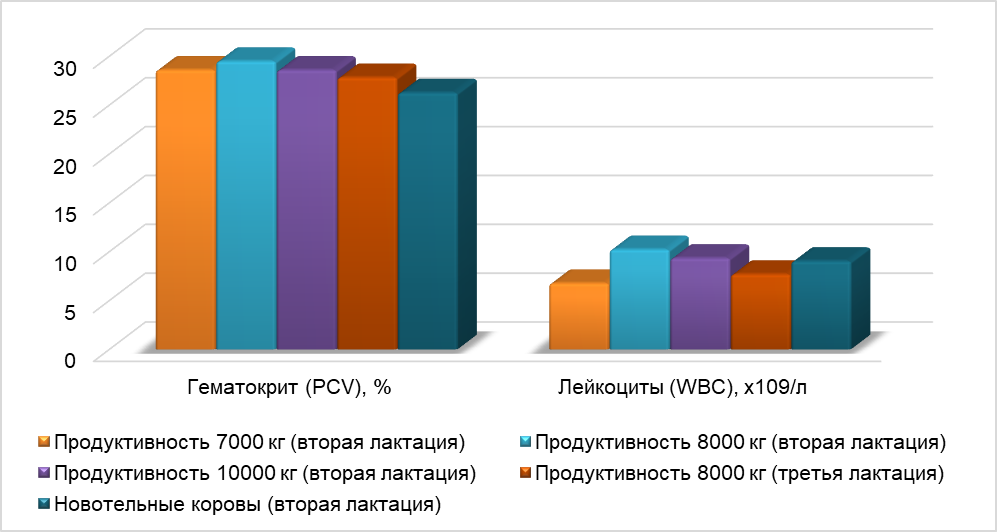 30
25
20
15
10
5
0
Гематокрит (PCV), %
Лейкоциты (WBC), х109/л
Продуктивность 7000 кг (вторая лактация)
Продуктивность 8000 кг (вторая лактация)
Продуктивность 10000 кг (вторая лактация)
Продуктивность 8000 кг (третья лактация)
Новотельные коровы (вторая лактация)